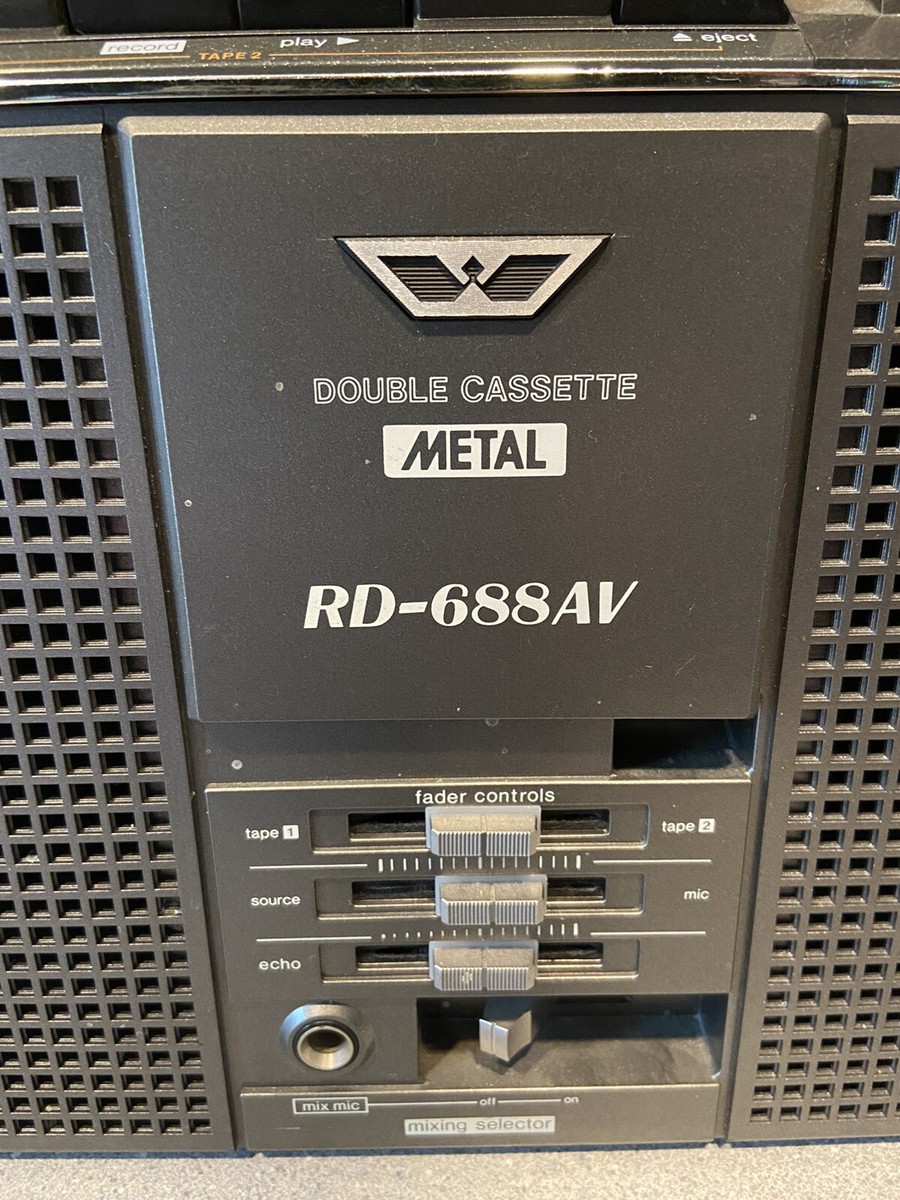 record play ▶ ⏏ eject
TAPE 2
DOUBLE CASSETTE
METAL
RD-688AV
fader controls
tape 1 tape 2
source mic
echo
mix mic off on
mixing selector